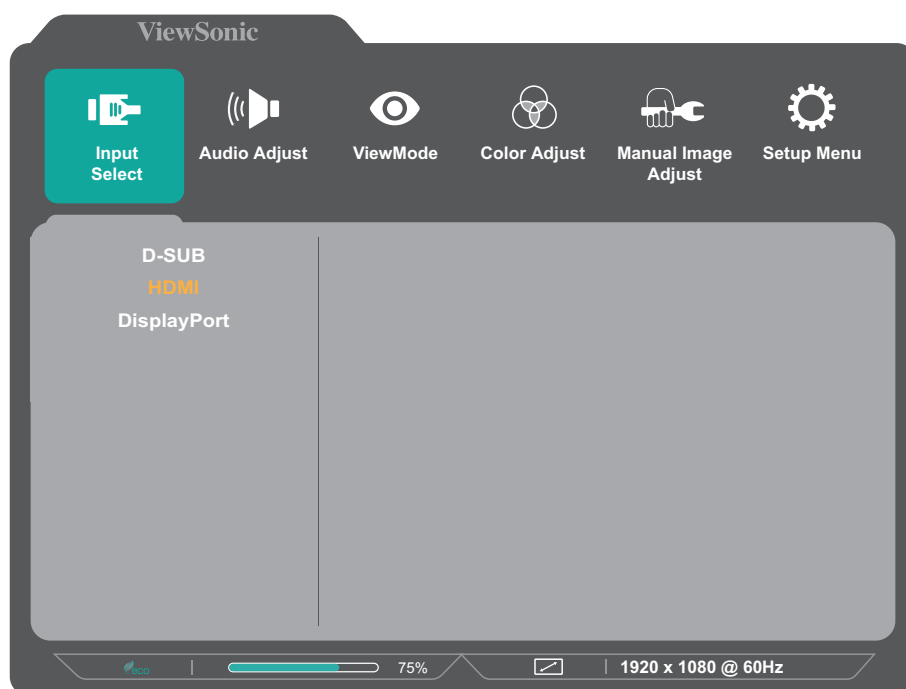 ViewSonic
Input
Select
Audio Adjust
ViewMode
Color Adjust
Manual Image
Adjust
Setup Menu
D-SUB
HDMI
DisplayPort
eco
75%
1920 x 1080 @ 60Hz